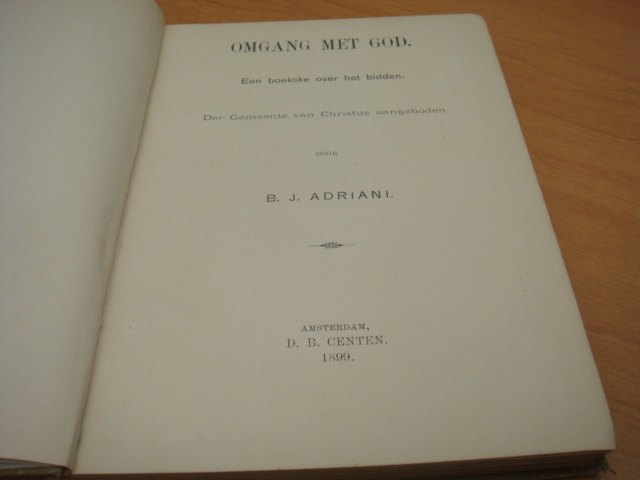 OMGANG MET GOD.
Een boekske over het bidden.
Der Gemeente van Christus aangeboden
DOOR
B. J. ADRIANI.
AMSTERDAM,
D. B. CENTEN.
1899.